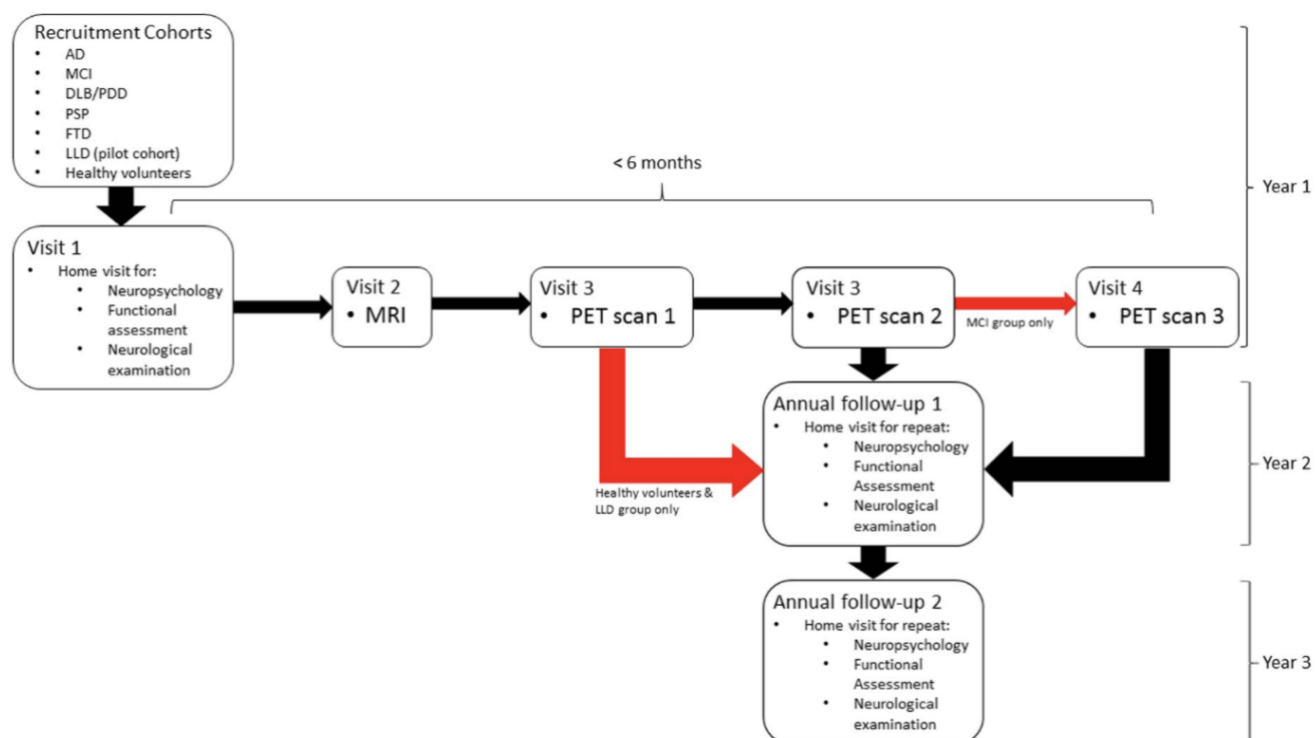 Recruitment Cohorts
• AD
• MCI
• DLB/PDD
• PSP
• FTD
• LLD (pilot cohort)
• Healthy volunteers
< 6 months
Year 1
Visit 1
• Home visit for:
• Neuropsychology
• Functional
assessment
• Neurological
examination
Visit 2
• MRI
Visit 3
• PET scan 1
Visit 3
• PET scan 2
MCI group only
Visit 4
• PET scan 3
Healthy volunteers &
LLD group only
Annual follow-up 1
• Home visit for repeat:
• Neuropsychology
• Functional
Assessment
• Neurological
examination
Year 2
Annual follow-up 2
• Home visit for repeat:
• Neuropsychology
• Functional
Assessment
• Neurological
examination
Year 3